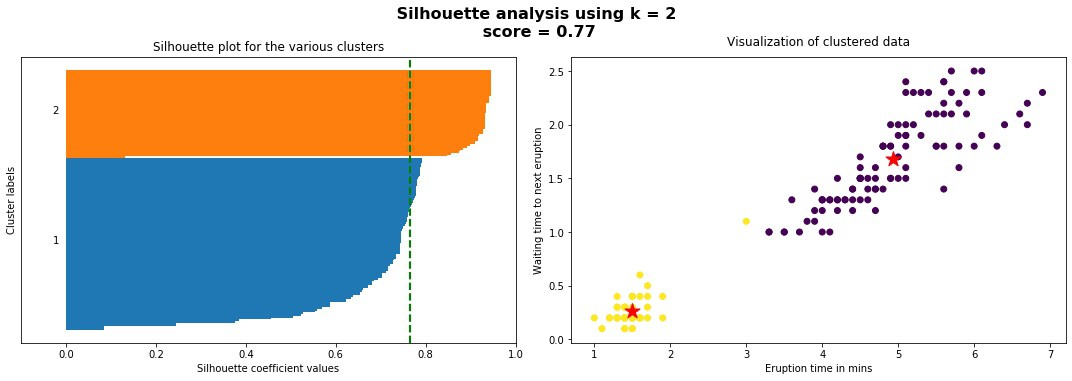 Silhouette analysis using k = 2
score = 0.77
Silhouette plot for the various clusters
Cluster labels
2
1
0.0 0.2 0.4 0.6 0.8 1.0
Silhouette coefficient values
Visualization of clustered data
Waiting time to next eruption
2.5
2.0
1.5
1.0
0.5
0.0
1 2 3 4 5 6 7
Eruption time in mins